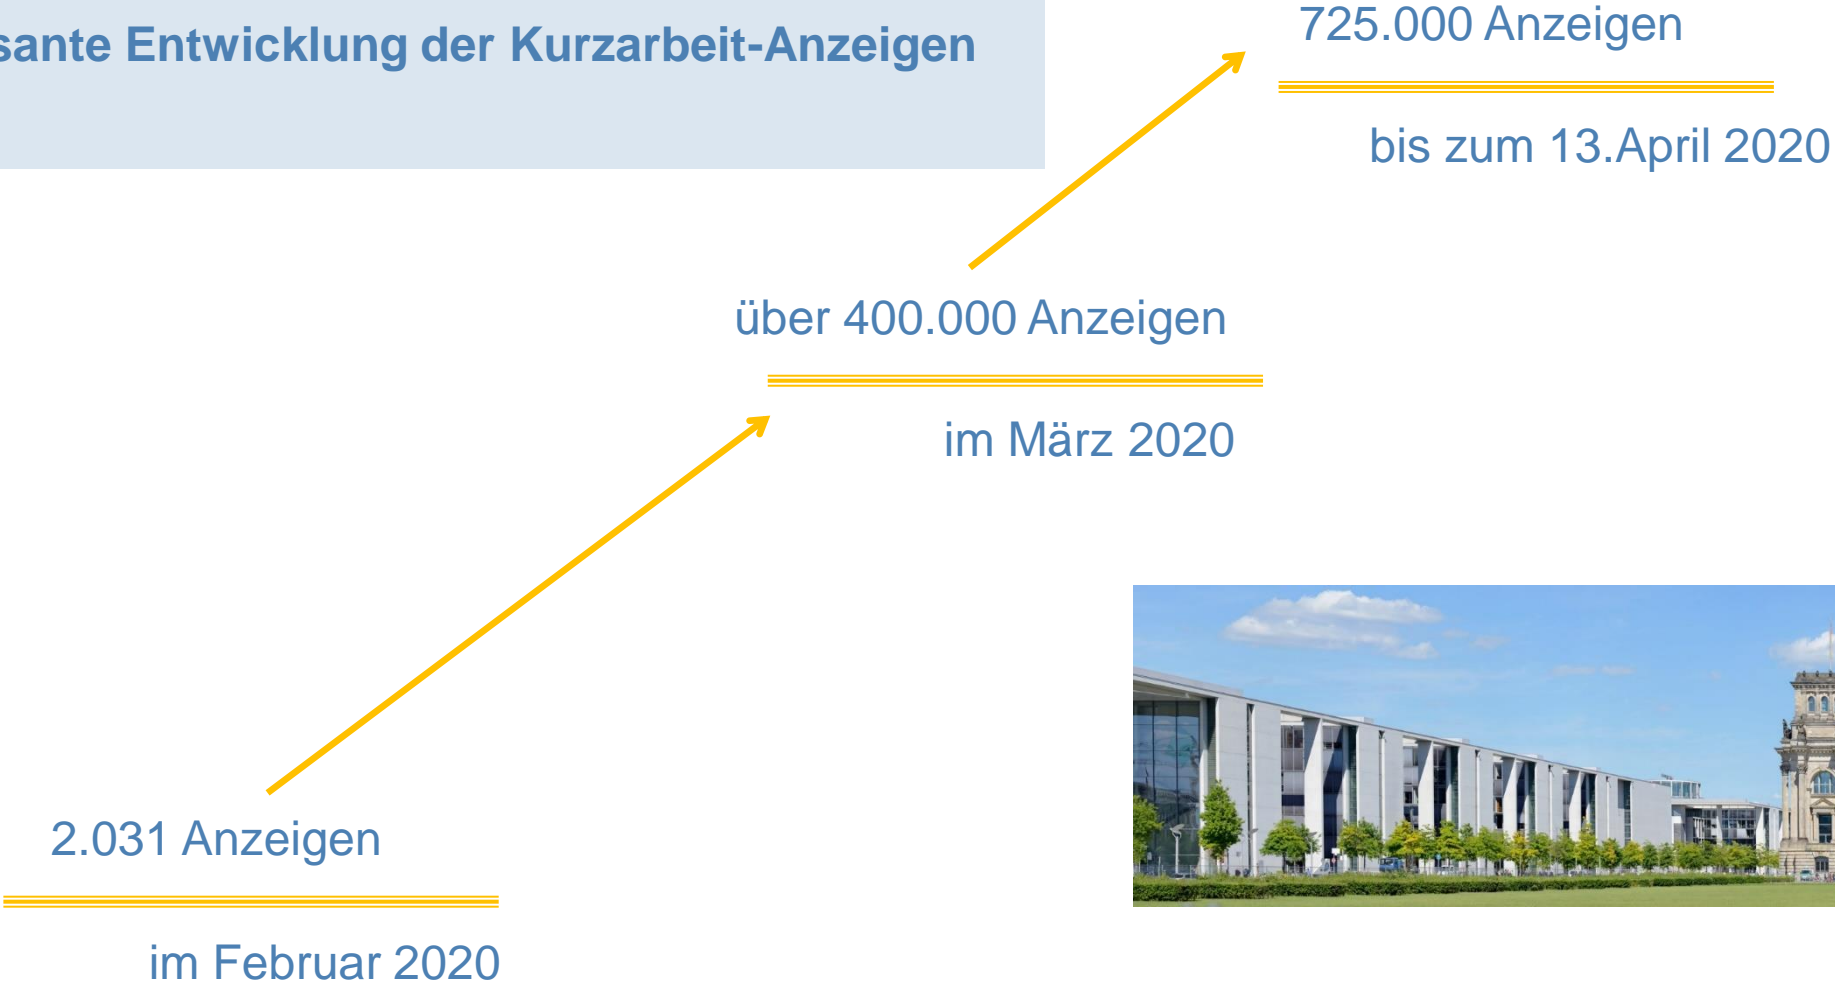 Entwicklung der Kurzarbeit-Anzeigen
725.000 Anzeigen
bis zum 13.April 2020
über 400.000 Anzeigen
im März 2020
2.031 Anzeigen
im Februar 2020